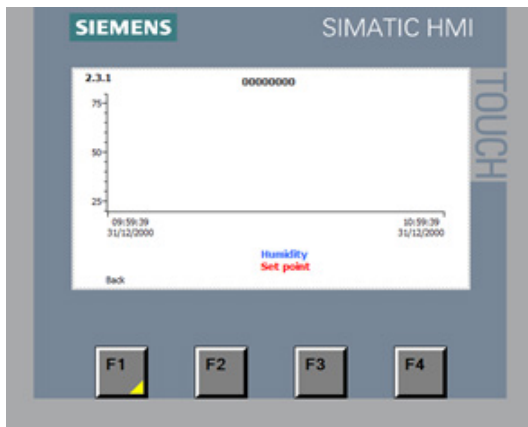 SIEMENS SIMATIC HMI
TOUCH
2.3.1 00000000
75
50
25
09:59:39 10:59:39
31/12/2000 31/12/2000
Humidity
Set point
Back
F1 F2 F3 F4